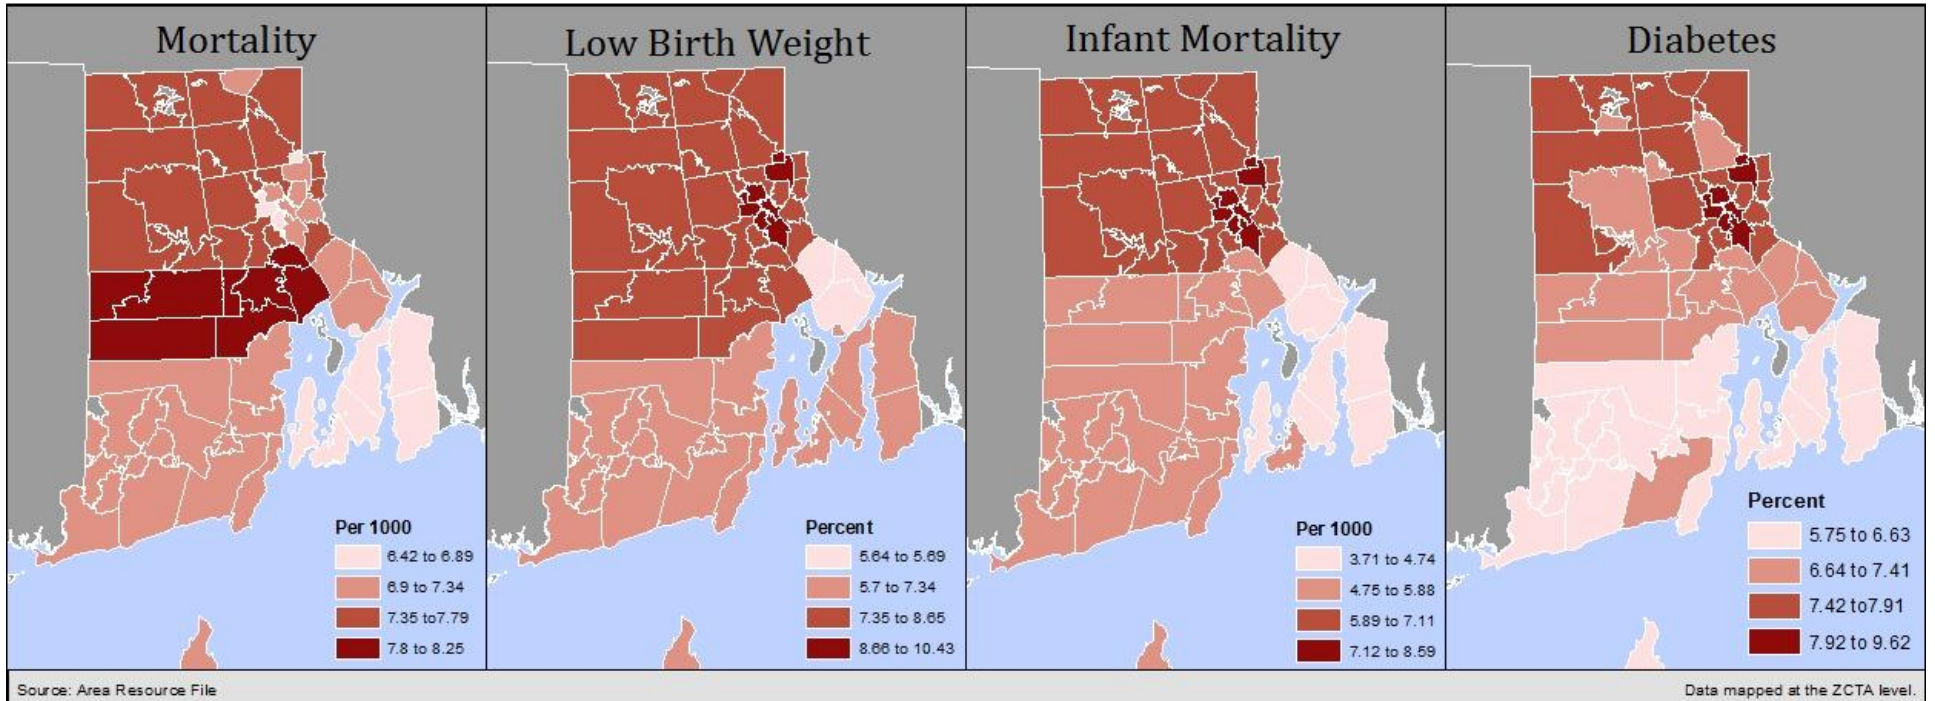 Mortality
Per 1000
6.42 to 6.89
6.9 to 7.34
7.35 to7.79
7.8 to 8.25
Low Birth Weight
Percent
5.64 to 5.69
5.7 to 7.34
7.35 to 8.65
8.66 to 10.43
Infant Mortality
Per 1000
3.71 to 4.74
4.75 to 5.88
5.89 to 7.11
7.12 to 8.59
Diabetes
Percent
5.75 to 6.63
6.64 to 7.41
7.42 to7.91
7.92 to 9.62
Source: Area Resource File
Data mapped at the ZCTA level.